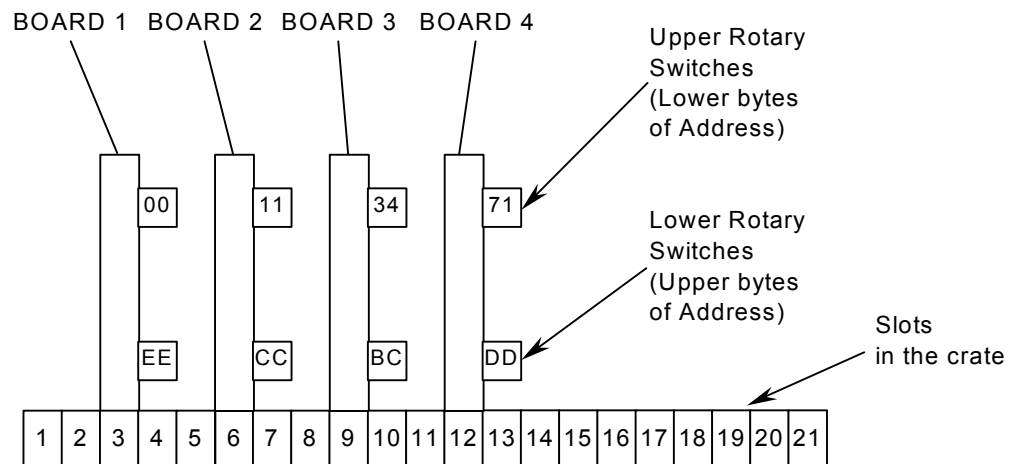 BOARD 1 BOARD 2 BOARD 3 BOARD 4
Upper Rotary
Switches
(Lower bytes
of Address)
00 11 34 71
Lower Rotary
Switches
(Upper bytes
of Address)
EE CC BC DD
Slots
in the crate
1 2 3 4 5 6 7 8 9 10 11 12 13 14 15 16 17 18 19 20 21